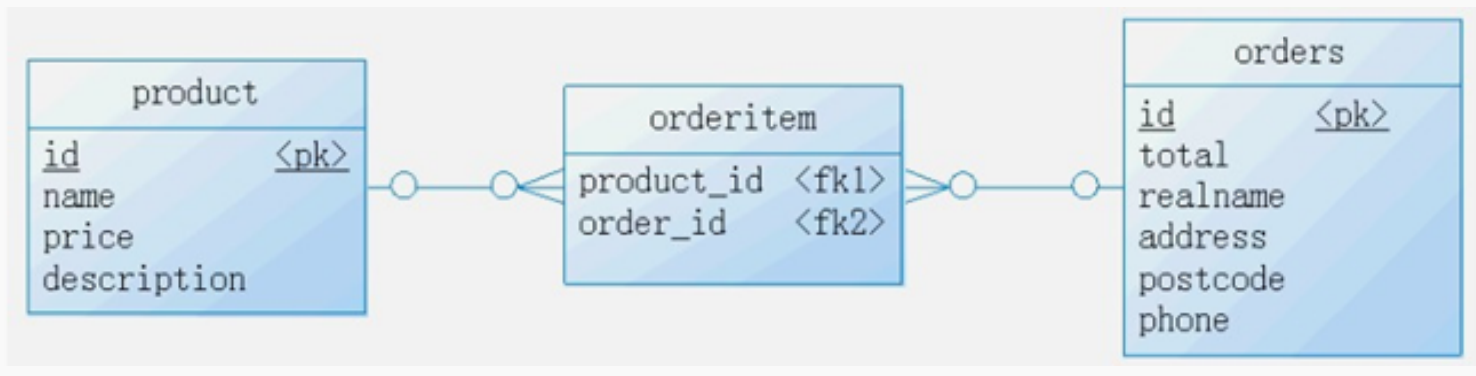 product
id <pk>
name
price
description
orderitem
product_id <fk1>
order_id <fk2>
orders
id <pk>
total
realname
address
postcode
phone